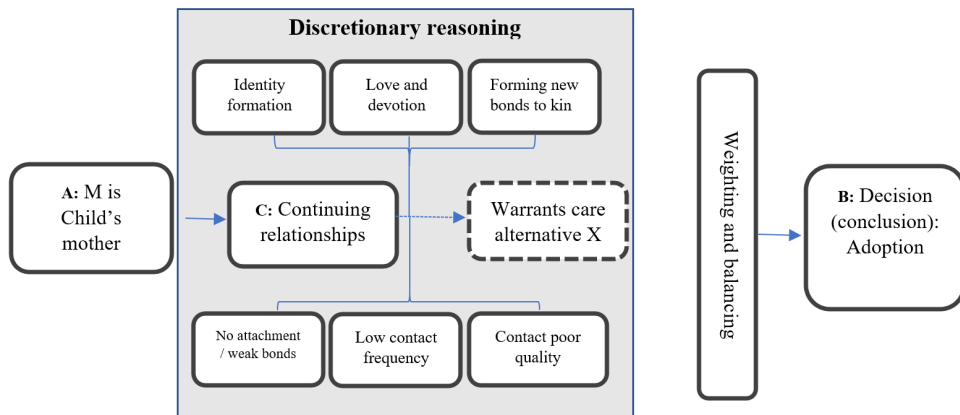 Discretionary reasoning
Identity
formation
Love and
devotion
Forming new
bonds to kin
A: M is
Child's
mother
C: Continuing
relationships
Warrants care
alternative X
No attachment
/ weak bonds
Low contact
frequency
Contact poor
quality
Weighting and balancing
B: Decision
(conclusion):
Adoption